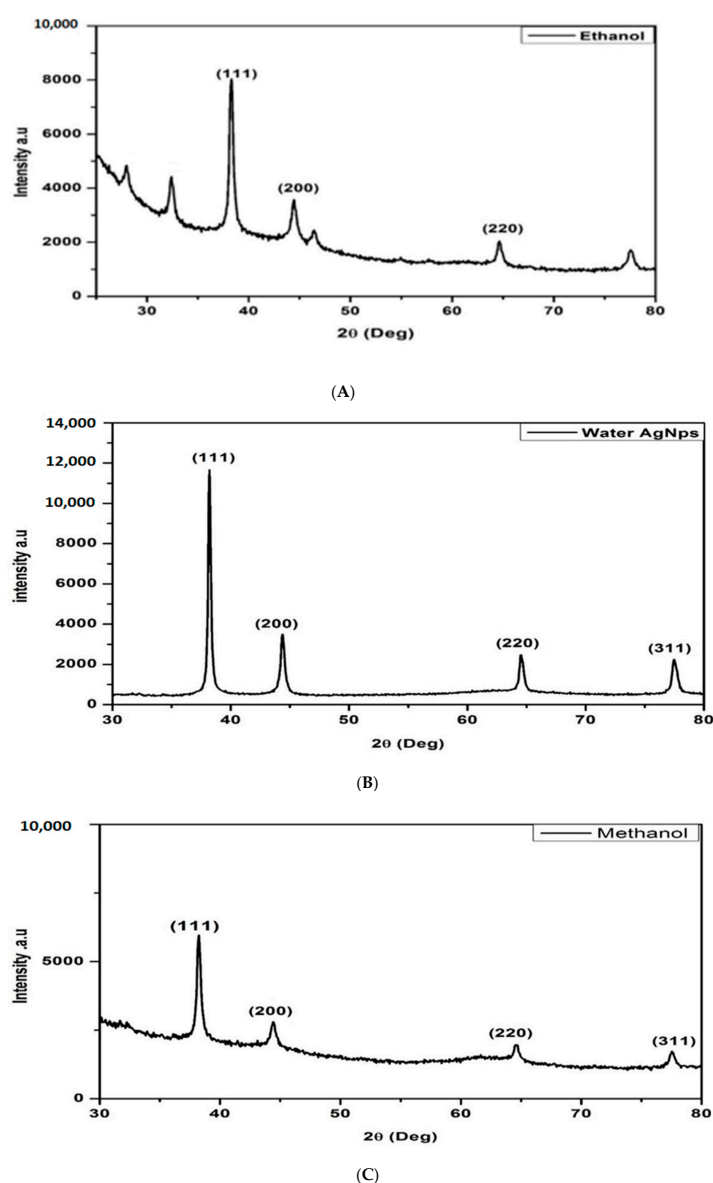 10,000
Ethanol
(111)
8000
Intensity a.u
6000
4000
(200)
(220)
2000
0
30 40 50 60 70 80
2θ (Deg)
(A)
14,000
Water AgNps
12,000
(111)
10,000
intensity a.u
8000
6000
4000
(200)
(220)
(311)
2000
0
30 40 50 60 70 80
2θ (Deg)
(B)
10,000
Methanol
(111)
Intensity .a.u
5000
(200)
(220)
(311)
0
30 40 50 60 70 80
2θ (Deg)
(C)